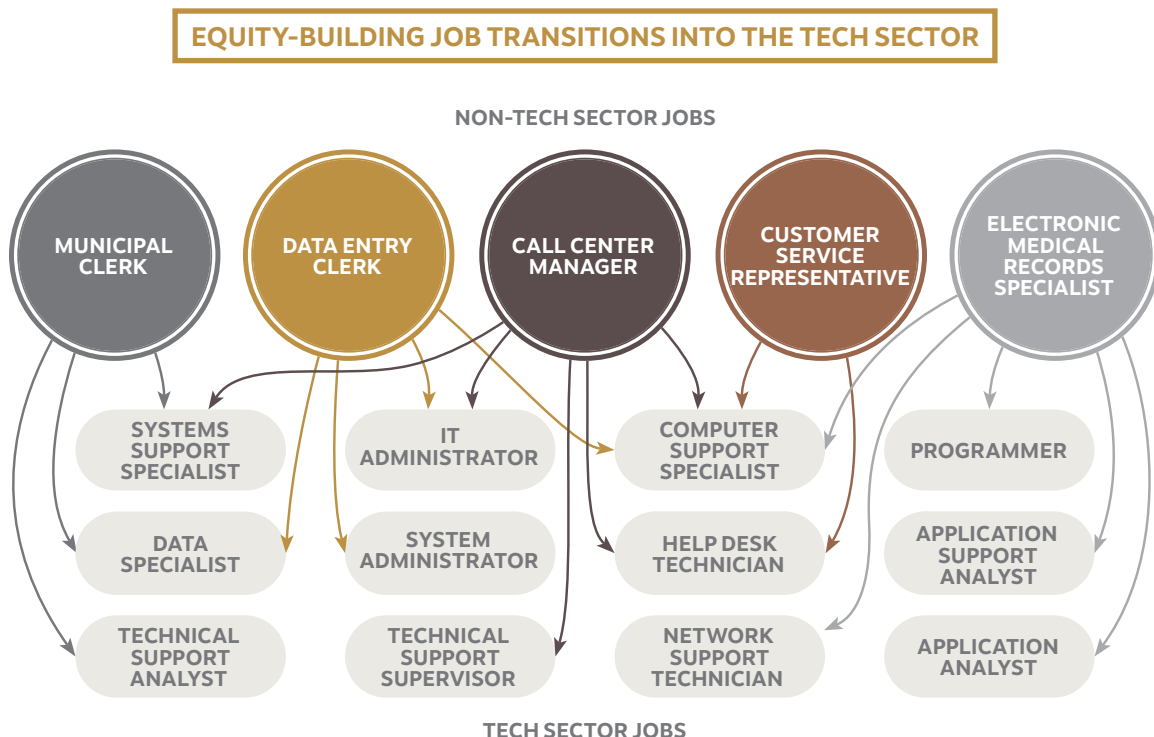 EQUITY-BUILDING JOB TRANSITIONS INTO THE TECH SECTOR
NON-TECH SECTOR JOBS
MUNICIPAL
CLERK
DATA ENTRY
CLERK
CALL CENTER
MANAGER
CUSTOMER
SERVICE
REPRESENTATIVE
ELECTRONIC
MEDICAL
RECORDS
SPECIALIST
SYSTEMS
SUPPORT
SPECIALIST
IT
ADMINISTRATOR
COMPUTER
SUPPORT
SPECIALIST
PROGRAMMER
DATA
SPECIALIST
SYSTEM
ADMINISTRATOR
HELP DESK
TECHNICIAN
APPLICATION
SUPPORT
ANALYST
TECHNICAL
SUPPORT
ANALYST
TECHNICAL
SUPPORT
SUPERVISOR
NETWORK
SUPPORT
TECHNICIAN
APPLICATION
ANALYST
TECH SECTOR JOBS